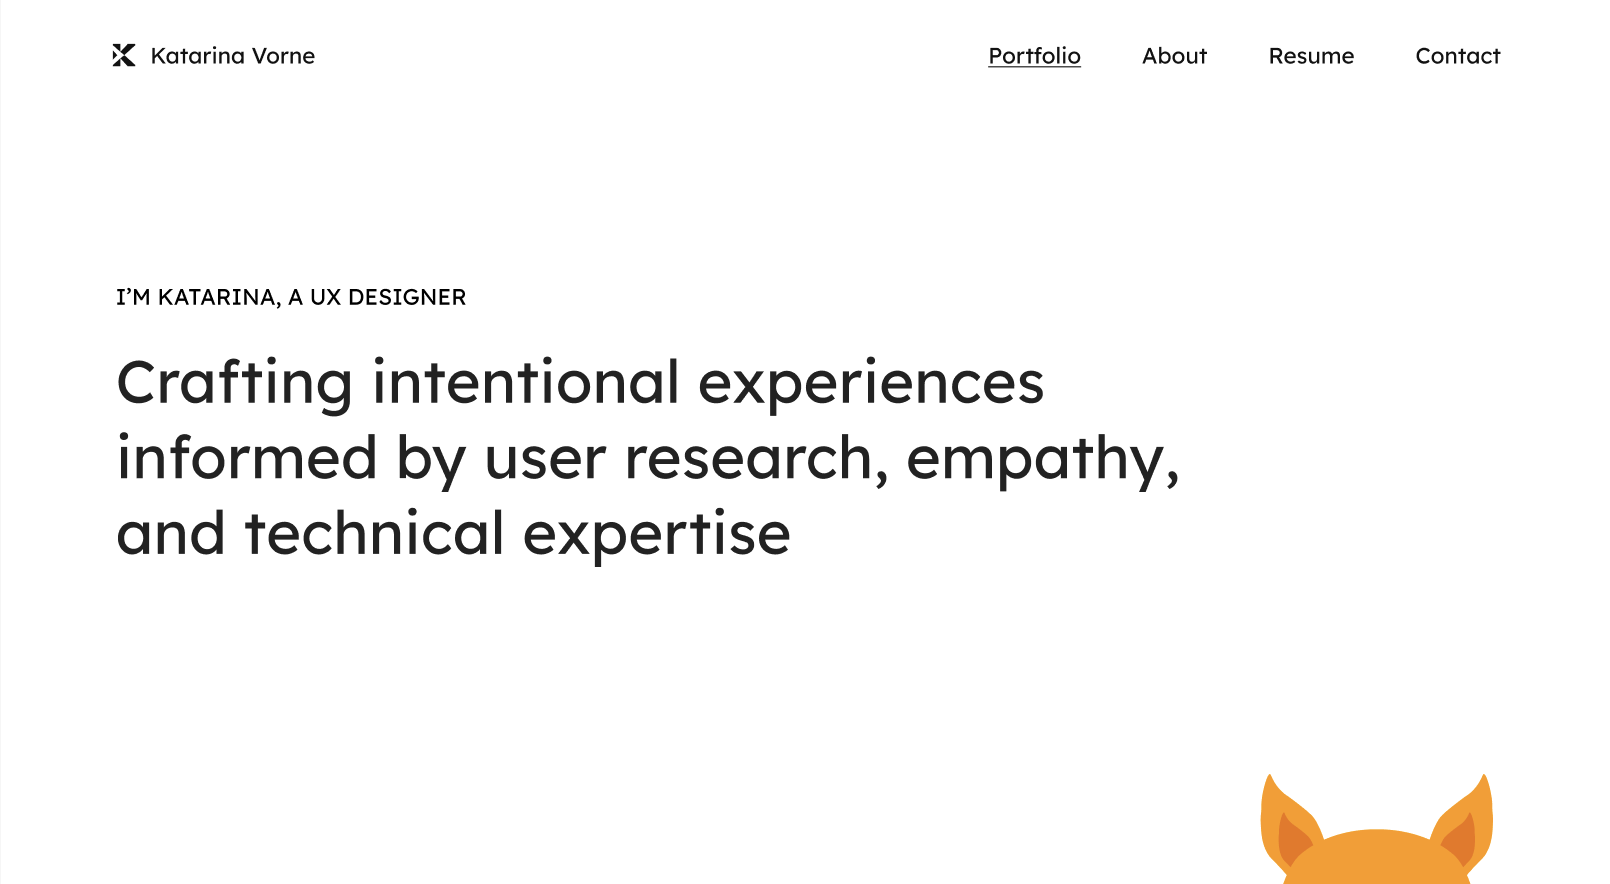 Katarina Vorne
Portfolio
About
Resume
Contact
I’M KATARINA, A UX DESIGNER
Crafting intentional experiences
informed by user research, empathy,
and technical expertise